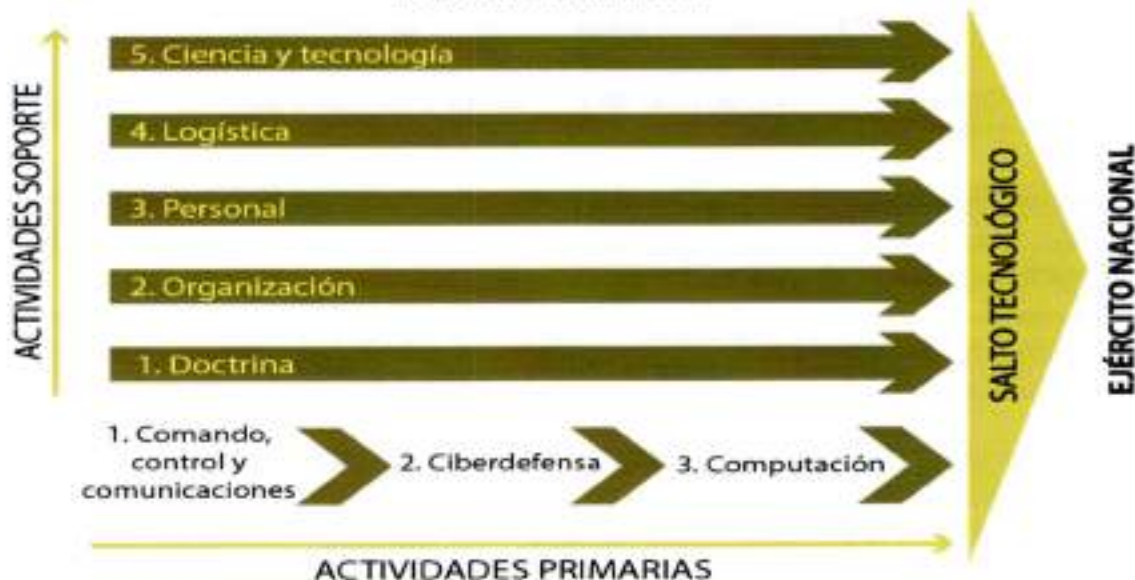 5. Ciencia y tecnología
4. Logística
3. Personal
2. Organización
1. Doctrina
ACTIVIDADES SOPORTE
1. Comando,
control y
comunicaciones
2. Ciberdefensa
3. Computación
ACTIVIDADES PRIMARIAS
SALTO TECNOLÓGICO
EJÉRCITO NACIONAL